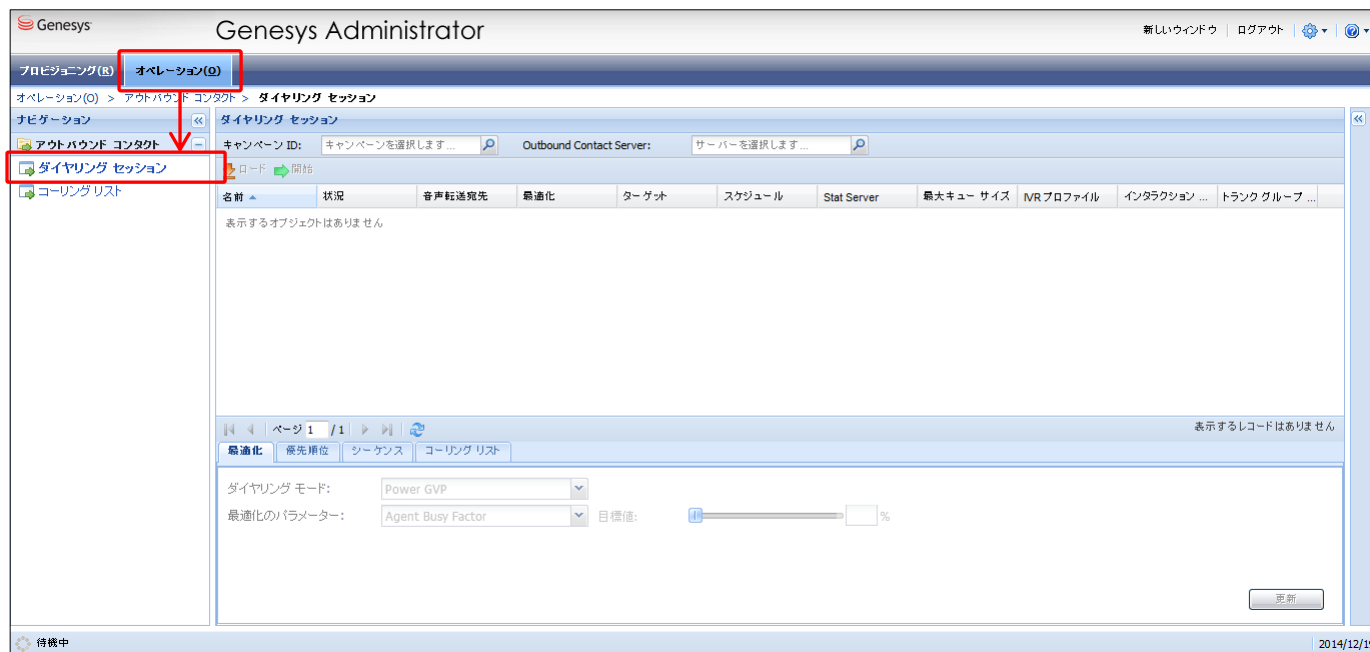 Genesys
Genesys Administrator
新しいウィンドウ | ログアウト
プロビジョニング(R)
オペレーション(O)
オペレーション(O) > アウトバウンド コンタクト > ダイヤリング セッション
ナビゲーション
ダイヤリング セッション
アウトバウンド コンタクト
キャンペーン ID:
キャンペーンを選択します...
Outbound Contact Server:
サーバーを選択します...
ダイヤリング セッション
ロード
開始
コーリング リスト
名前
状況
音声転送宛先
最適化
ターゲット
スケジュール
Stat Server
最大キュー サイズ
IVR プロファイル
インタラクション ...
トランク グループ ...
表示するオブジェクトはありません
ページ 1 / 1
表示するレコードはありません
最適化
優先順位
シーケンス
コーリング リスト
ダイヤリング モード:
Power GVP
最適化のパラメーター:
Agent Busy Factor
目標値:
%
更新
待機中
2014/12/19